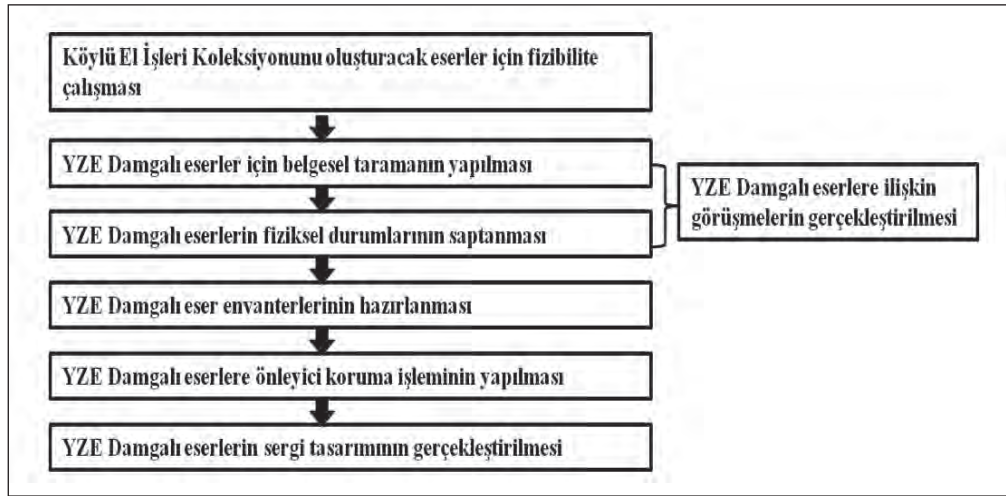 Köylü El İşleri Koleksiyonunu oluşturacak eserler için fizibilite
çalışması
YZE Damgalı eserler için belgesel taramanın yapılması
YZE Damgalı eserlere ilişkin
görüşmelerin gerçekleştirilmesi
YZE Damgalı eserlerin fiziksel durumlarının saptanması
YZE Damgalı eser envanterlerinin hazırlanması
YZE Damgalı eserlere önleyici koruma işleminin yapılması
YZE Damgalı eserlerin sergi tasarımının gerçekleştirilmesi